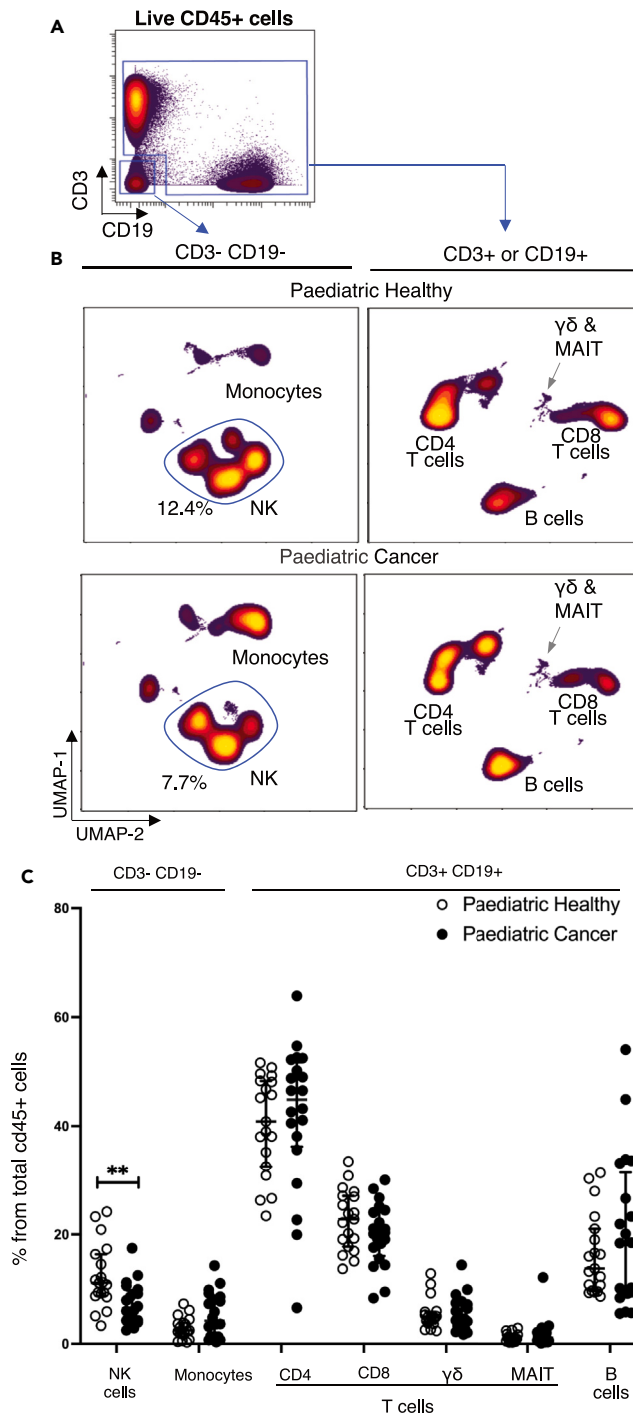 A
Live CD45+ cells
CD3
CD19
B
CD3- CD19-
CD3+ or CD19+
Paediatric Healthy
Monocytes
12.4%
NK
γδ &
MAIT
CD4
T cells
CD8
T cells
B cells
Paediatric Cancer
Monocytes
7.7%
NK
UMAP-1
UMAP-2
γδ &
MAIT
CD4
T cells
CD8
T cells
B cells
C
CD3- CD19-
CD3+ CD19+
Paediatric Healthy
Paediatric Cancer
% from total cd45+ cells
80
60
40
20
0
**
NK
cells
Monocytes
CD4
CD8
γδ
MAIT
B
cells
T cells